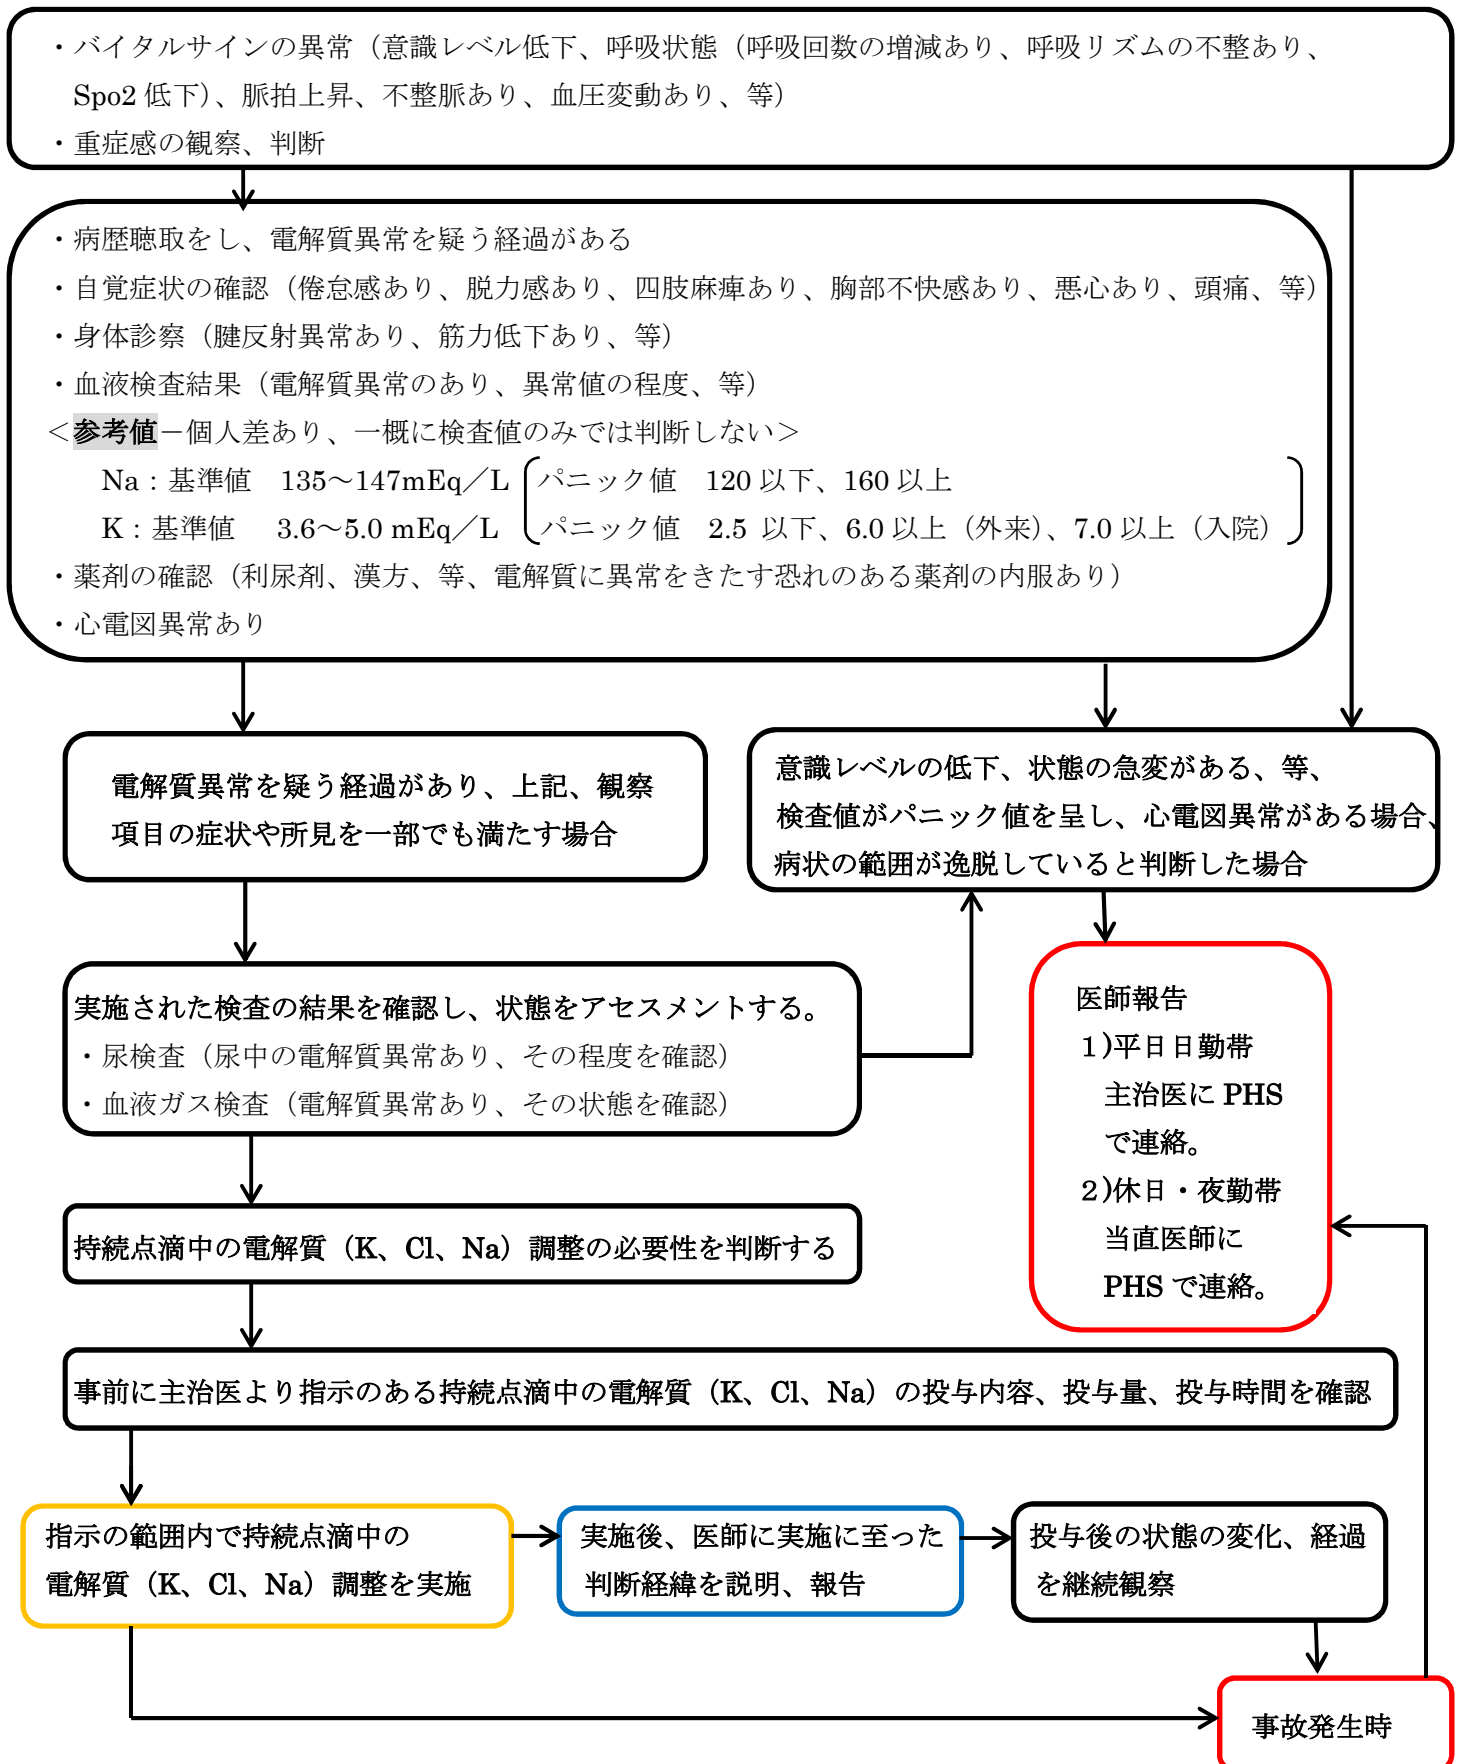 ・バイタルサインの異常（意識レベル低下、呼吸状態（呼吸回数の増減あり、呼吸リズムの不整あり、
Spo2 低下）、脈拍上昇、不整脈あり、血圧変動あり、等）
・重症感の観察、判断
・病歴聴取をし、電解質異常を疑う経過がある
・自覚症状の確認（倦怠感あり、脱力感あり、四肢麻痺あり、胸部不快感あり、悪心あり、頭痛、等）
・身体診察（腱反射異常あり、筋力低下あり、等）
・血液検査結果（電解質異常のあり、異常値の程度、等）
＜参考値－個人差あり、一概に検査値のみでは判断しない＞
Na：基準値　135～147mEq／L　パニック値　120 以下、160 以上
K：基準値　3.6～5.0 mEq／L　パニック値　2.5 以下、6.0 以上（外来）、7.0 以上（入院）
・薬剤の確認（利尿剤、漢方、等、電解質に異常をきたす恐れのある薬剤の内服あり）
・心電図異常あり
電解質異常を疑う経過があり、上記、観察
項目の症状や所見を一部でも満たす場合
意識レベルの低下、状態の急変がある、等、
検査値がパニック値を呈し、心電図異常がある場合、
病状の範囲が逸脱していると判断した場合
実施された検査の結果を確認し、状態をアセスメントする。
・尿検査（尿中の電解質異常あり、その程度を確認）
・血液ガス検査（電解質異常あり、その状態を確認）
医師報告
１）平日日勤帯
主治医に PHS
で連絡。
２）休日・夜勤帯
当直医師に
PHS で連絡。
持続点滴中の電解質（K、Cl、Na）調整の必要性を判断する
事前に主治医より指示のある持続点滴中の電解質（K、Cl、Na）の投与内容、投与量、投与時間を確認
指示の範囲内で持続点滴中の
電解質（K、Cl、Na）調整を実施
実施後、医師に実施に至った
判断経緯を説明、報告
投与後の状態の変化、経過
を継続観察
事故発生時